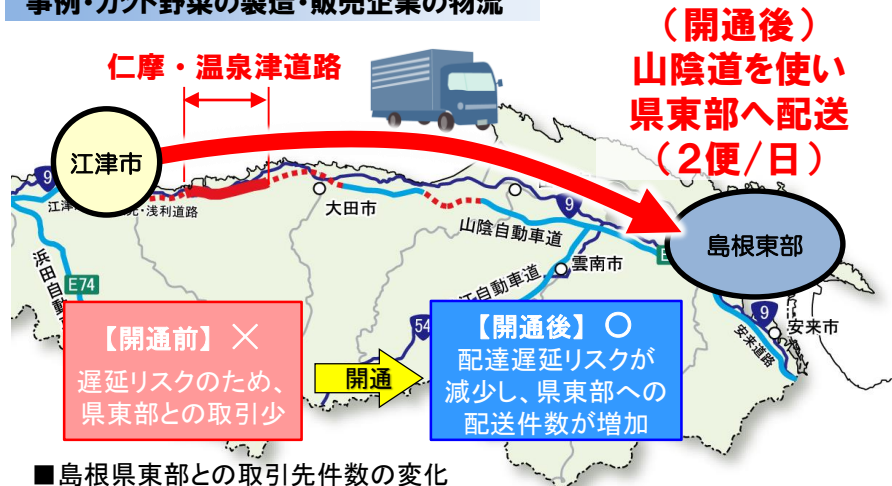 事例・カット野菜の製造・販売企業の物流
（開通後）
山陰道を使い
県東部へ配送
（２便/日）
仁摩・温泉津道路
江津市
9
江津
・浅利道路
大田市
9
山陰自動車道
島根東部
E
浜田自動
E74
江自動車道
雲南市
54
9
安来市
安来道路
【開通前】 ×
遅延リスクのため、
県東部との取引少
開通
【開通後】 〇
配達遅延リスクが
減少し、県東部への
配送件数が増加
■島根県東部との取引先件数の変化